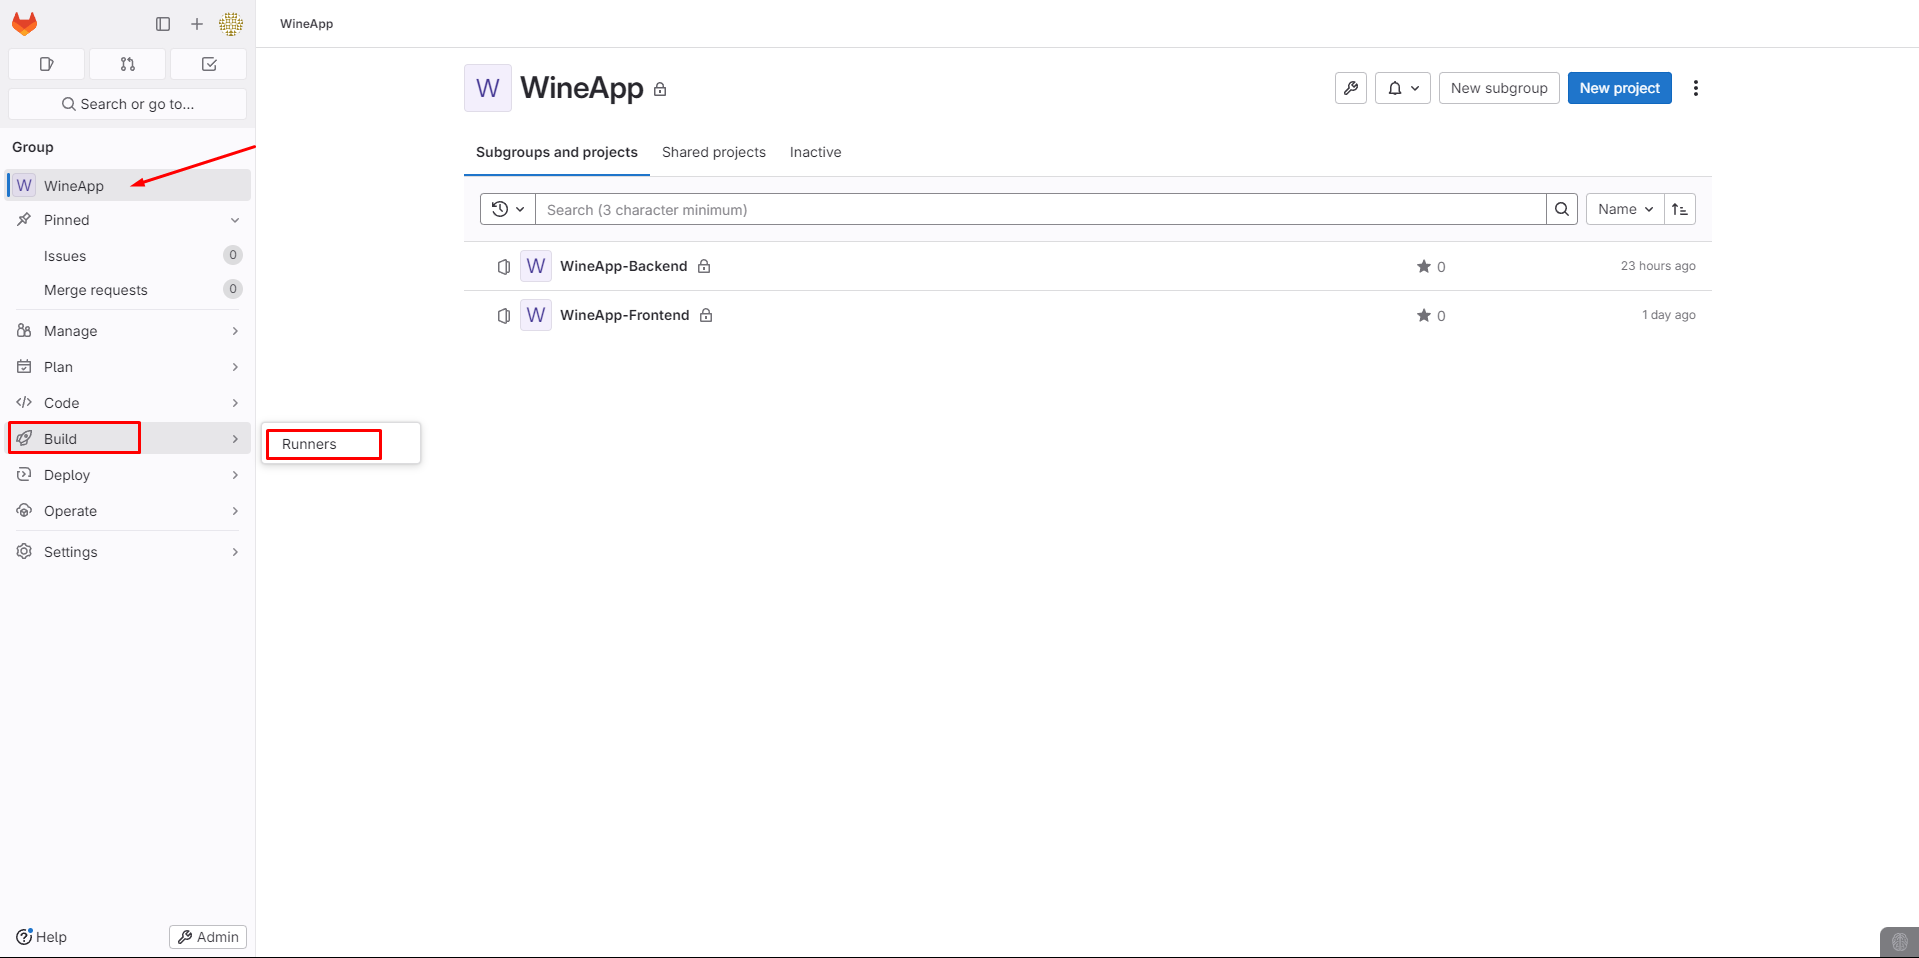 WineApp
Search or go to...
Group
W WineApp
Pinned
Issues 0
Merge requests 0
Manage
Plan
Code
Build
Runners
Deploy
Operate
Settings
Help
Admin
W WineApp
New subgroup
New project
Subgroups and projects
Shared projects
Inactive
Search (3 character minimum)
Name
W WineApp-Backend 0 23 hours ago
W WineApp-Frontend 0 1 day ago